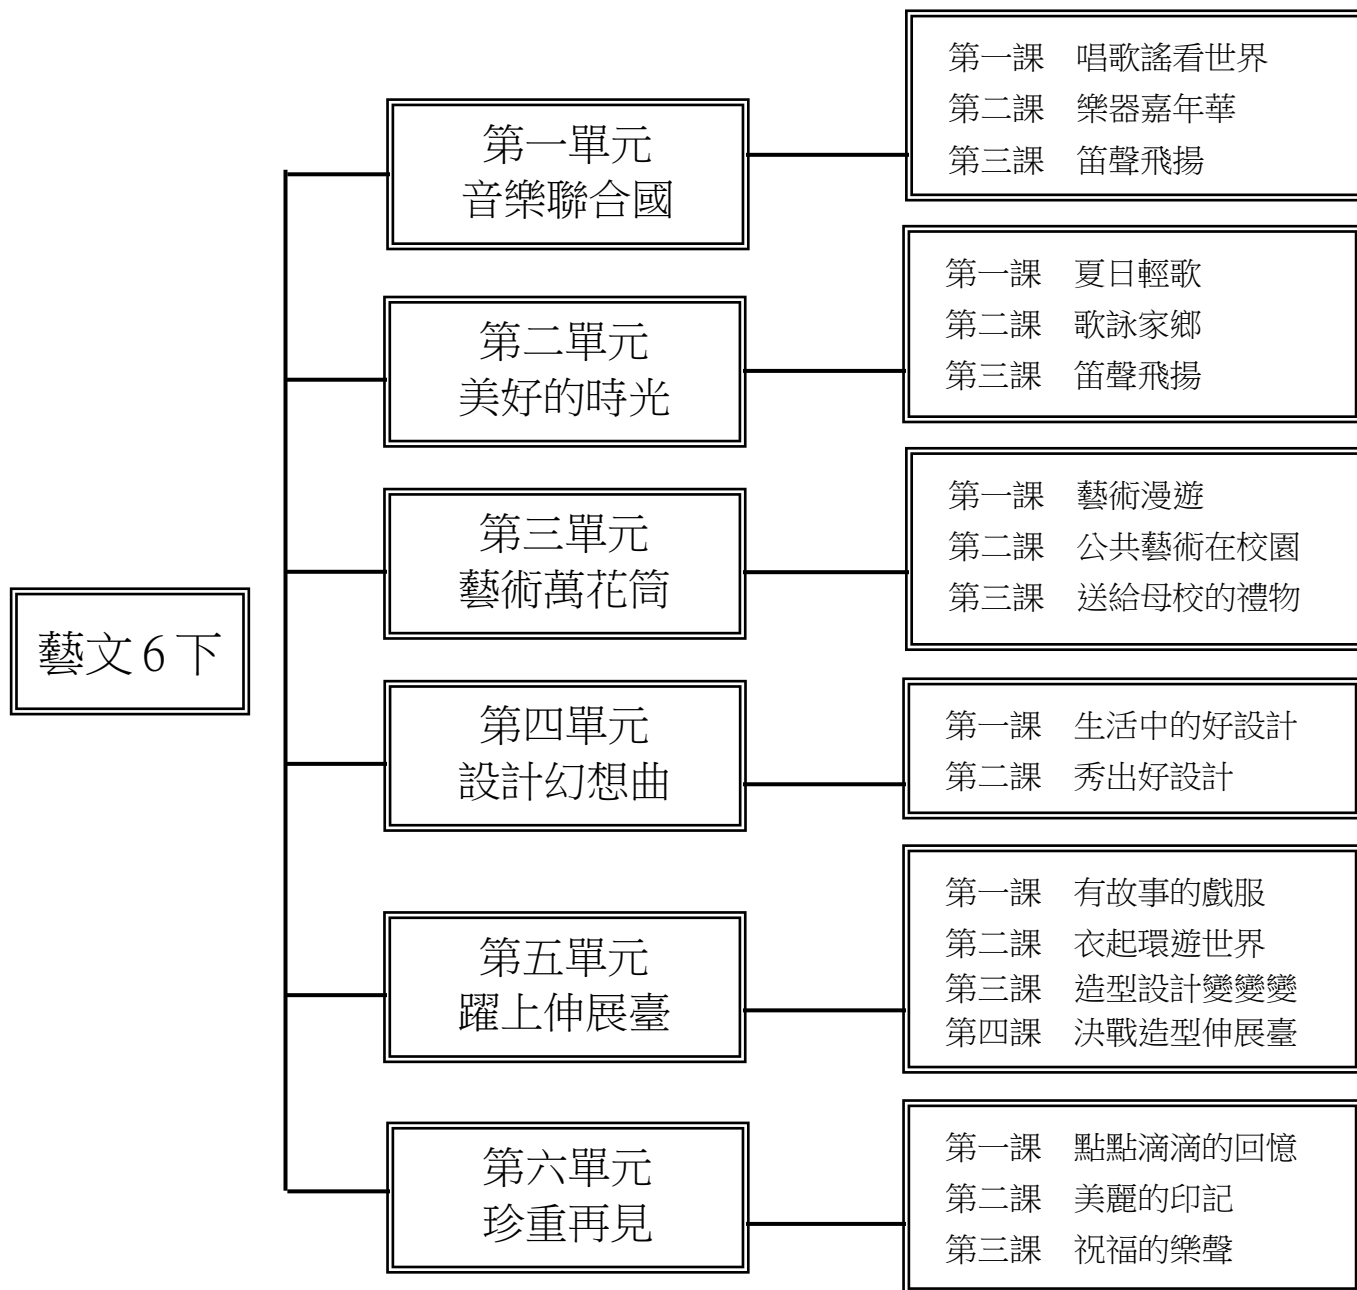 藝文6下
第一單元
音樂聯合國
第一課　唱歌謠看世界
第二課　樂器嘉年華
第三課　笛聲飛揚
第二單元
美好的時光
第一課　夏日輕歌
第二課　歌詠家鄉
第三課　笛聲飛揚
第三單元
藝術萬花筒
第一課　藝術漫遊
第二課　公共藝術在校園
第三課　送給母校的禮物
第四單元
設計幻想曲
第一課　生活中的好設計
第二課　秀出好設計
第五單元
躍上伸展臺
第一課　有故事的戲服
第二課　衣起環遊世界
第三課　造型設計變變變
第四課　決戰造型伸展臺
第六單元
珍重再見
第一課　點點滴滴的回憶
第二課　美麗的印記
第三課　祝福的樂聲